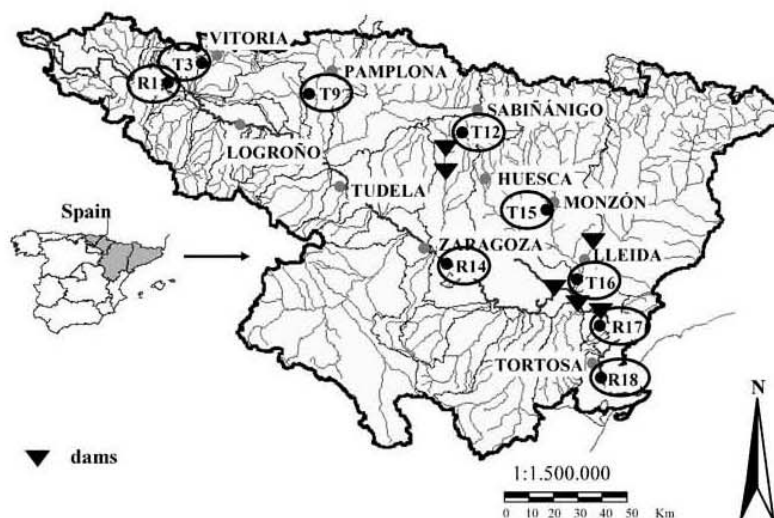 VITORIA
T3
PAMPLONA
R1
T9
SABIÑÁNIGO
T12
LOGROÑO
HUESCA
TUDELA
MONZÓN
T15
Spain
ZARAGOZA
LLEIDA
R14
T16
R17
TORTOSA
R18
N
dams
1:1.500.000
0 10 20 30 40 50 Km